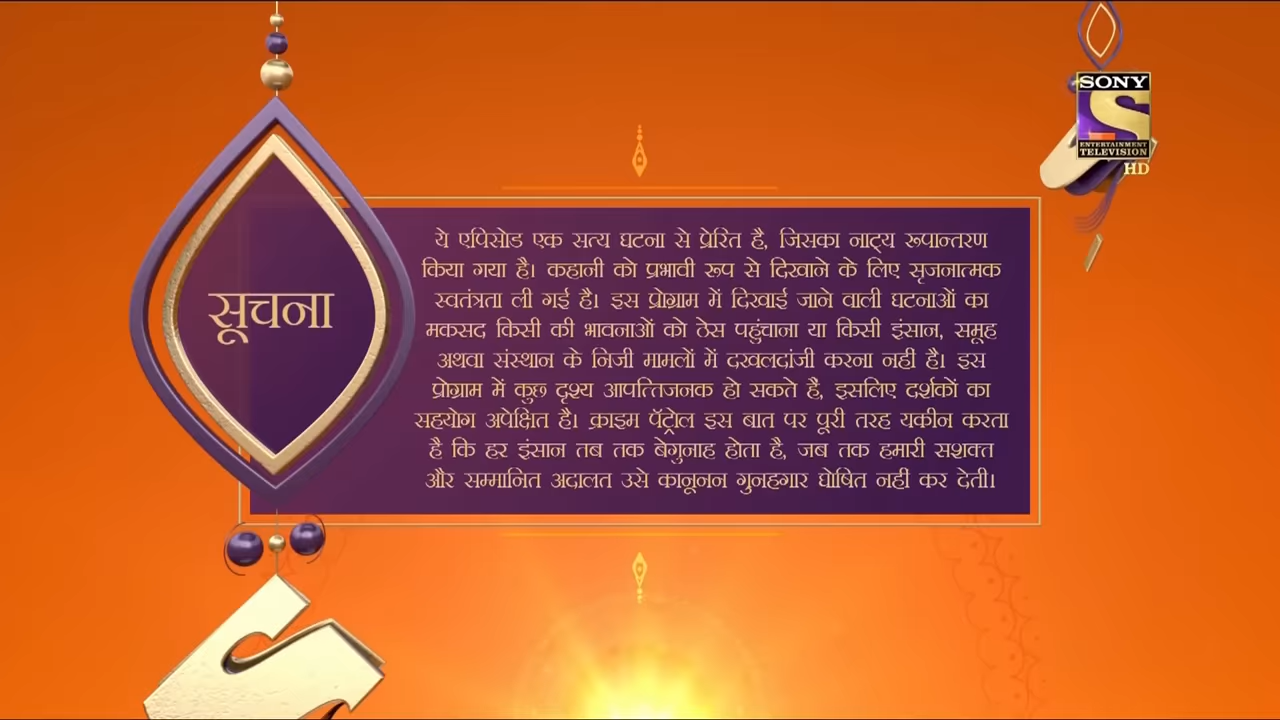 SONY
ENTERTAINMENT
TELEVISION
HD
सूचना
ये एपिसोड एक सत्य घटना से प्रेरित है, जिसका नाट्य रूपान्तरण
किया गया है। कहानी को प्रभावी रूप से दिखाने के लिए सृजनात्मक
स्वतंत्रता ली गई है। इस प्रोग्राम में दिखाई जाने वाली घटनाओं का
मकसद किसी की भावनाओं को ठेस पहुंचाना या किसी इंसान, समूह
अथवा संस्थान के निजी मामलों में दखलदांजी करना नहीं है। इस
प्रोग्राम में कुछ दृश्य आपत्तिजनक हो सकते हैं, इसलिए दर्शकों का
सहयोग अपेक्षित है। क्राइम पॅट्रोल इस बात पर पूरी तरह यकीन करता
है कि हर इंसान तब तक बेगुनाह होता है, जब तक हमारी सशक्त
और सम्मानित अदालत उसे कानूनन गुनहगार घोषित नहीं कर देती।